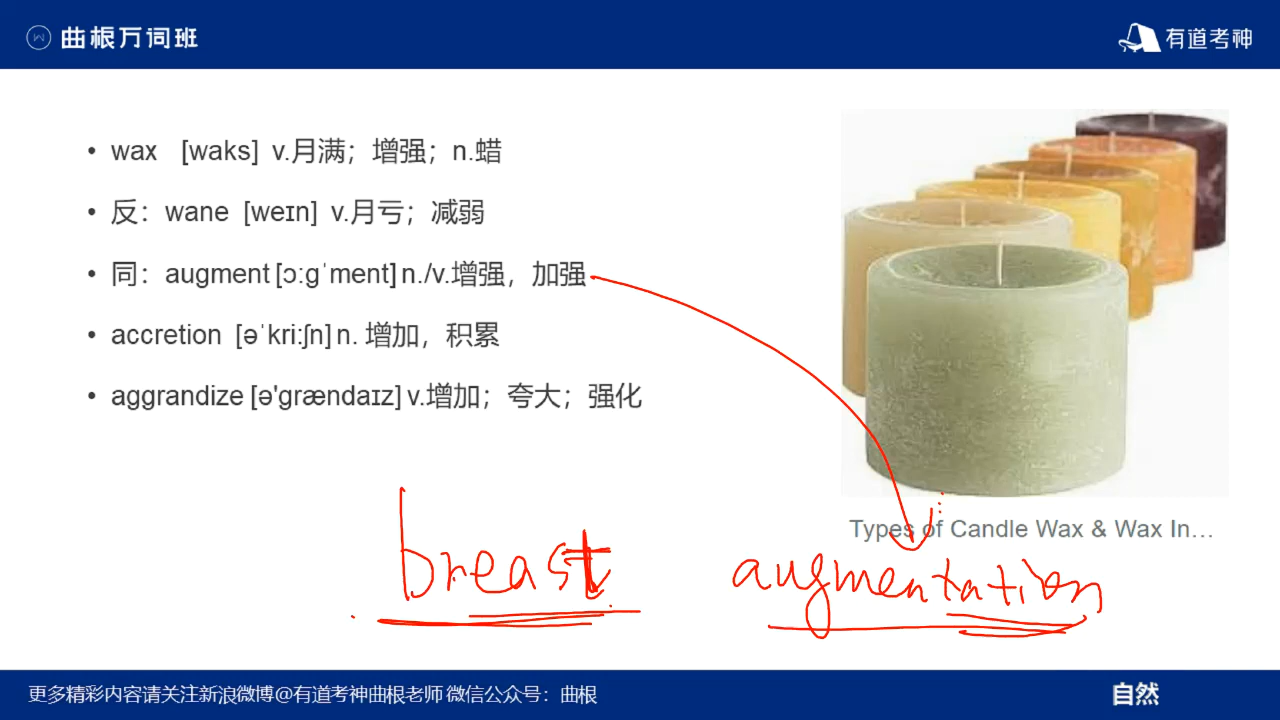 曲根万词班
有道考神
• wax [waks] v.月满；增强；n.蜡
• 反：wane [weɪn] v.月亏；减弱
• 同：augment [ɔːgˈment] n./v.增强，加强
• accretion [əˈkriːʃn] n. 增加，积累
• aggrandize [ə'grændaɪz] v.增加；夸大；强化
Types of Candle Wax & Wax In…
breast augmentation
更多精彩内容请关注新浪微博@有道考神曲根老师 微信公众号：曲根
自然